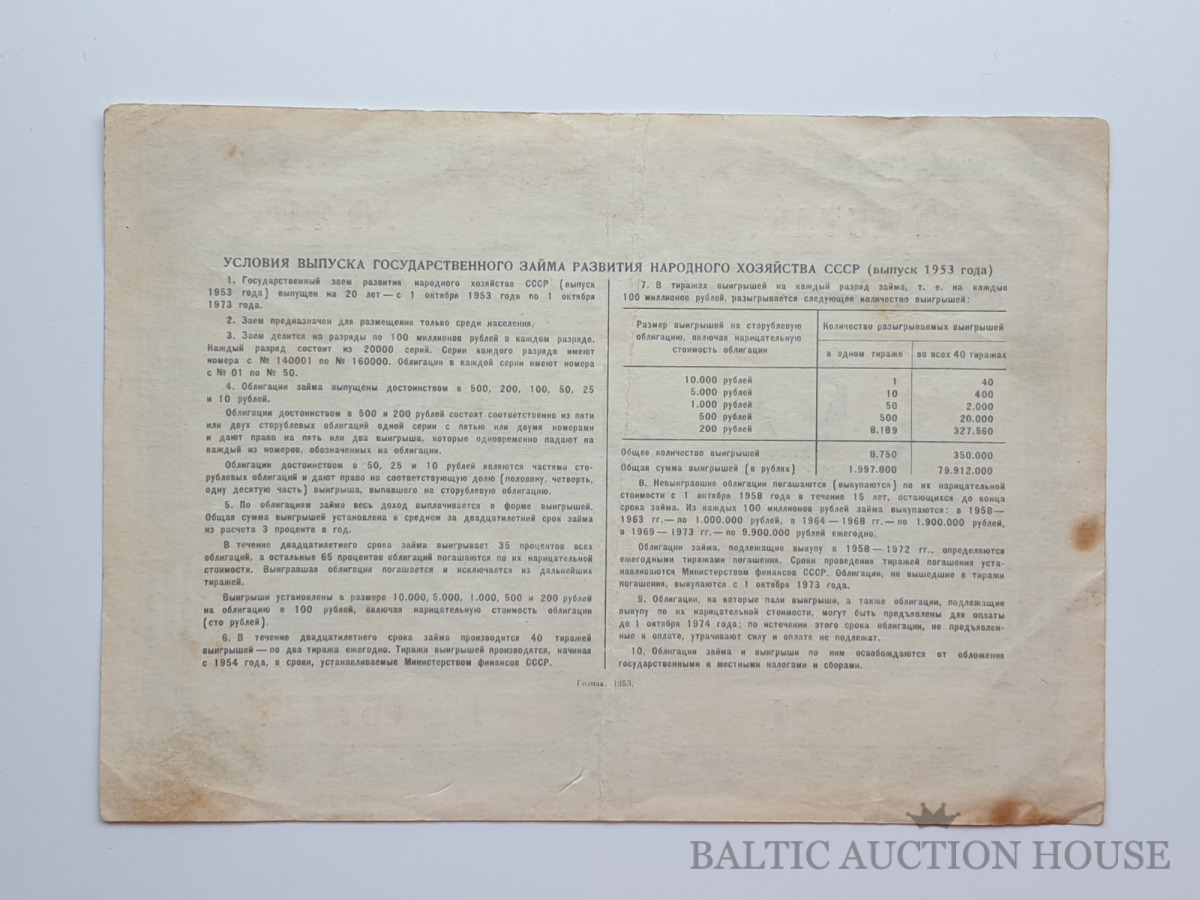 УСЛОВИЯ ВЫПУСКА ГОСУДАРСТВЕННОГО ЗАЙМА РАЗВИТИЯ НАРОДНОГО ХОЗЯЙСТВА СССР (выпуск 1953 года)
1. Государственный заем развития народного хозяйства СССР (выпуск
1953 года) выпущен на 20 лет — с 1 октября 1953 года по 1 октября
1973 года.
2. Заем предназначен для размещения только среди населения.
3. Заем делится на разряды по 100 миллионов рублей в каждом разряде.
Каждый разряд состоит из 20000 серий. Серии каждого разряда имеют
номера с № 140001 по № 160000. Облигации в каждой серии имеют номера
с № 01 по № 50.
4. Облигации займа выпущены достоинством в 500, 200, 100, 50, 25
и 10 рублей.
Облигации достоинством в 500 и 200 рублей состоят соответственно из пяти
или двух сторублевых облигаций одной серии с пятью или двумя номерами
и дают право на пять или два выигрыша, которые одновременно падают на
каждый из номеров, обозначенных на облигации.
Облигации достоинством в 50, 25 и 10 рублей являются частями сто-
рублевых облигаций и дают право на соответствующую долю (половину, четверть,
одну десятую часть) выигрыша, выпавшего на сторублевую облигацию.
5. По облигациям займа весь доход выплачивается в форме выигрышей.
Общая сумма выигрышей установлена в среднем за двадцатилетний срок займа
из расчета 3 процента в год.
В течение двадцатилетнего срока займа выигрывает 35 процентов всех
облигаций, а остальные 65 процентов облигаций погашаются по их нарицательной
стоимости. Выигравшая облигация погашается и исключается из дальнейших
тиражей.
Выигрыши установлены в размере 10.000, 5.000, 1.000, 500 и 200 рублей
на облигацию в 100 рублей, включая нарицательную стоимость облигации
(сто рублей).
6. В течение двадцатилетнего срока займа производится 40 тиражей
выигрышей — по два тиража ежегодно. Тиражи выигрышей производятся, начиная
с 1954 года, в сроки, устанавливаемые Министерством финансов СССР.
7. В тиражах выигрышей на каждый разряд займа, т. е. на каждые
100 миллионов рублей, разыгрывается следующее количество выигрышей:
Размер выигрышей на сторублевую
облигацию, включая нарицательную
стоимость облигации
Количество разыгрываемых выигрышей
в одном тираже во всех 40 тиражах
10.000 рублей 1 40
5.000 рублей 10 400
1.000 рублей 50 2.000
500 рублей 500 20.000
200 рублей 8.189 327.560
Общее количество выигрышей . . . . . 8.750 350.000
Общая сумма выигрышей (в рублях) . 1.997.800 79.912.000
8. Невыигравшие облигации погашаются (выкупаются) по их нарицательной
стоимости с 1 октября 1958 года в течение 15 лет, остающихся до конца
срока займа. Из каждых 100 миллионов рублей займа выкупаются: в 1958—
1963 гг. — по 1.000.000 рублей, в 1964—1968 гг. — по 1.900.000 рублей,
в 1969—1973 гг. — по 9.900.000 рублей ежегодно.
Облигации займа, подлежащие выкупу в 1958—1972 гг., определяются
ежегодными тиражами погашения. Сроки проведения тиражей погашения уста-
навливаются Министерством финансов СССР. Облигации, не вышедшие в тиражи
погашения, выкупаются с 1 октября 1973 года.
9. Облигации, на которые пали выигрыши, а также облигации, подлежащие
выкупу по их нарицательной стоимости, могут быть предъявлены для оплаты
до 1 октября 1974 года; по истечении этого срока облигации, не предъявлен-
ные к оплате, утрачивают силу и оплате не подлежат.
10. Облигации займа и выигрыши по ним освобождаются от обложения
государственными и местными налогами и сборами.
Гознак. 1953.
BALTIC AUCTION HOUSE